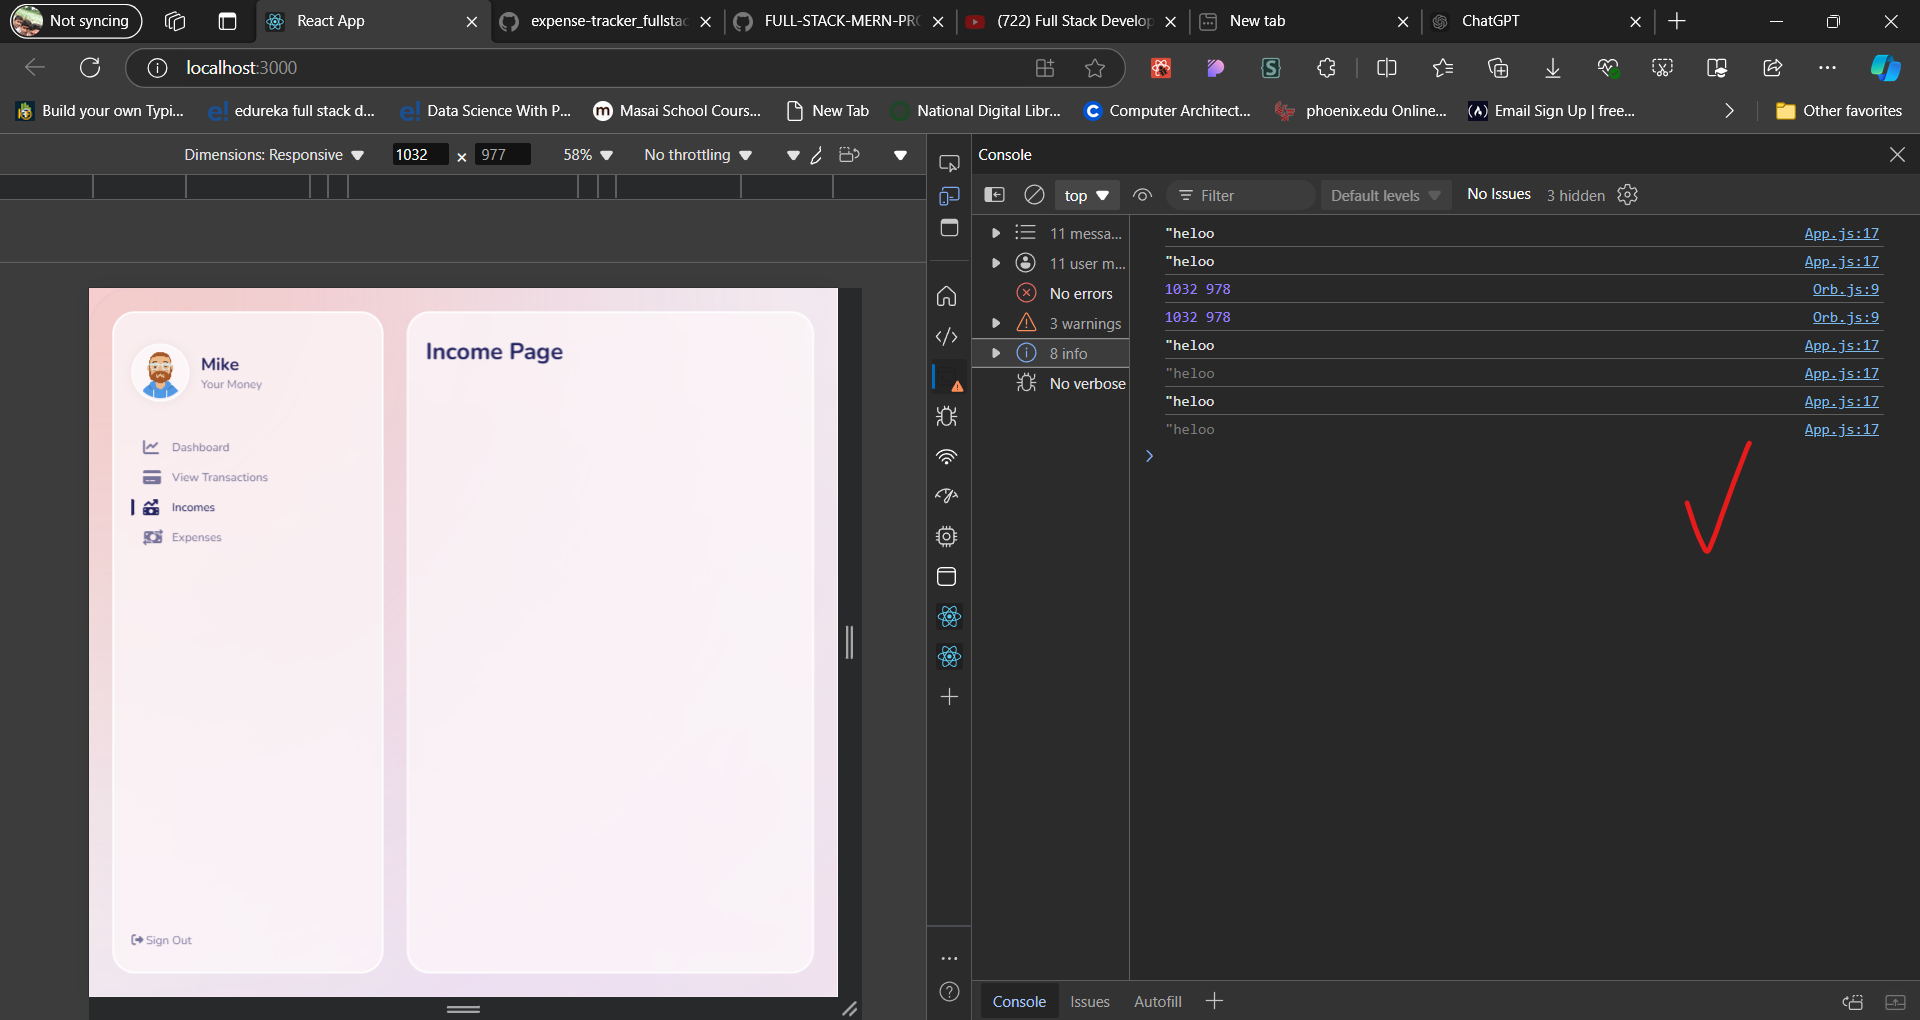 Not syncing
React App
expense-tracker_fullstac
FULL-STACK-MERN-PRO
(722) Full Stack Develop
New tab
ChatGPT
localhost:3000
Build your own Typi...
edureka full stack d...
Data Science With P...
Masai School Cours...
New Tab
National Digital Libr...
Computer Architect...
phoenix.edu Online...
Email Sign Up | free...
Other favorites
Dimensions: Responsive
1032 × 977
58%
No throttling
Console
top
Filter
Default levels
No Issues
3 hidden
11 messa...
11 user m...
No errors
3 warnings
8 info
No verbose
"heloo App.js:17
"heloo App.js:17
1032 978 Orb.js:9
1032 978 Orb.js:9
"heloo App.js:17
"heloo App.js:17
"heloo App.js:17
"heloo App.js:17
Mike
Your Money
Dashboard
View Transactions
Incomes
Expenses
Sign Out
Income Page
Console
Issues
Autofill